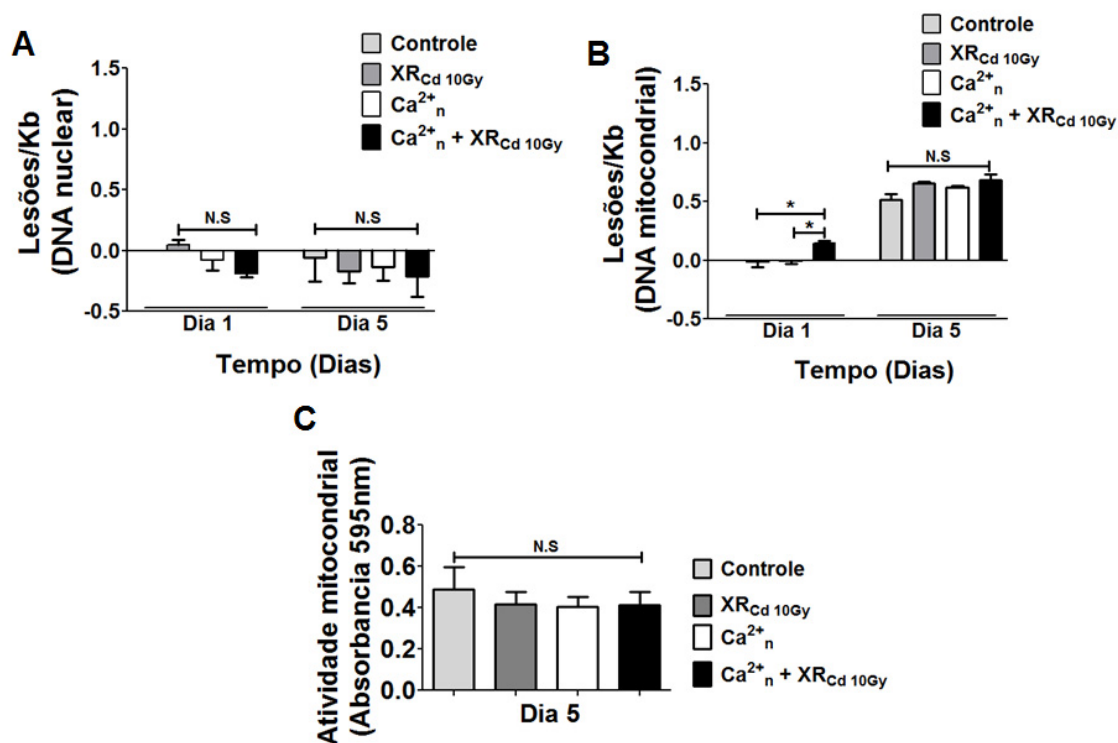 A
Controle
XRCd 10Gy
Ca2+n
Ca2+n + XRCd 10Gy
Lesões/Kb
(DNA nuclear)
1.5
1.0
0.5
0.0
-0.5
N.S
N.S
Dia 1
Dia 5
Tempo (Dias)
B
Controle
XRCd 10Gy
Ca2+n
Ca2+n + XRCd 10Gy
Lesões/Kb
(DNA mitocondrial)
1.5
1.0
0.5
0.0
-0.5
*
*
N.S
Dia 1
Dia 5
Tempo (Dias)
C
Atividade mitocondrial
(Absorbancia 595nm)
0.8
0.6
0.4
0.2
0.0
N.S
Dia 5
Controle
XRCd 10Gy
Ca2+n
Ca2+n + XRCd 10Gy